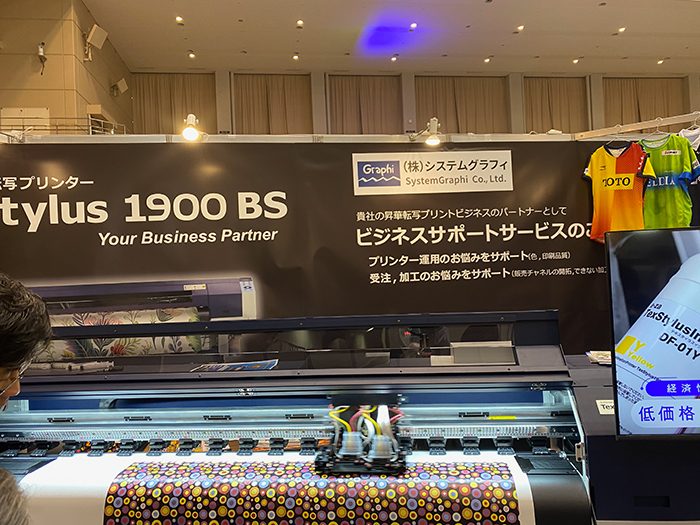 転写プリンター
tylus 1900 BS
Your Business Partner
Graphi
(株)システムグラフィ
SystemGraphi Co., Ltd.
貴社の昇華転写プリントビジネスのパートナーとして
ビジネスサポートサービスの
プリンター運用のお悩みをサポート(色,印刷品質)
受注,加工のお悩みをサポート(販売チャネルの開拓,できない加
TOTO
TexStylusIn
DF-01Y
Y
Yellow
経済
低価格
Tex